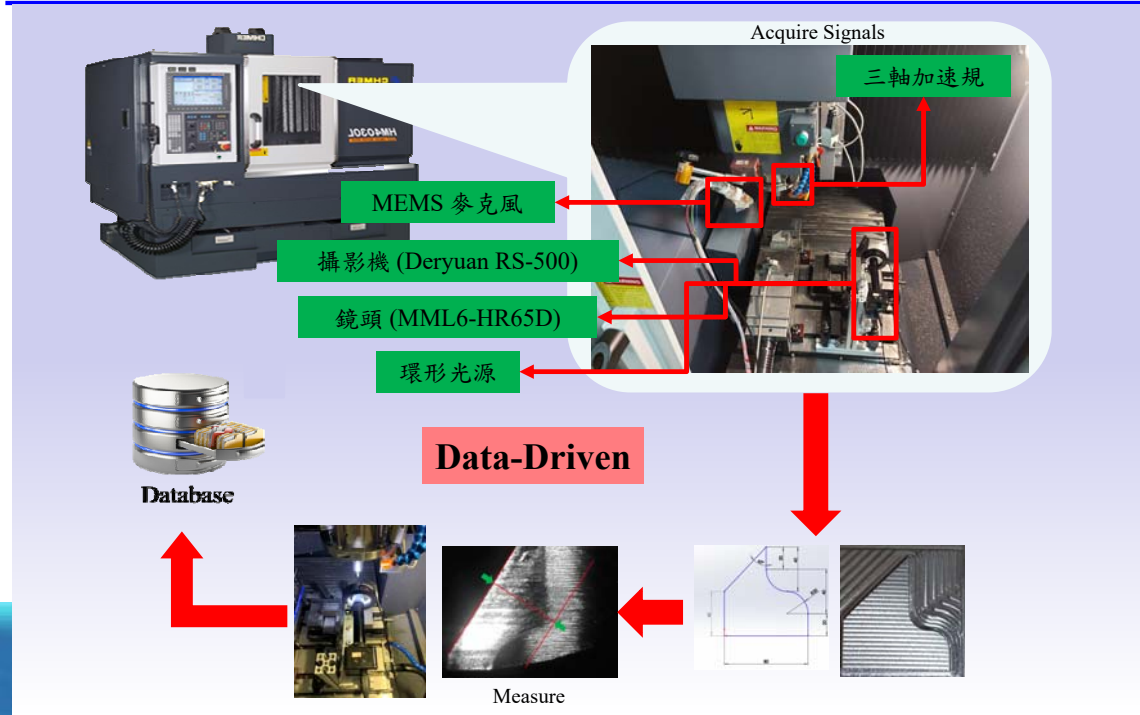 Acquire Signals
三軸加速規
MEMS 麥克風
攝影機 (Deryuan RS-500)
鏡頭 (MML6-HR65D)
環形光源
Data-Driven
Database
Measure